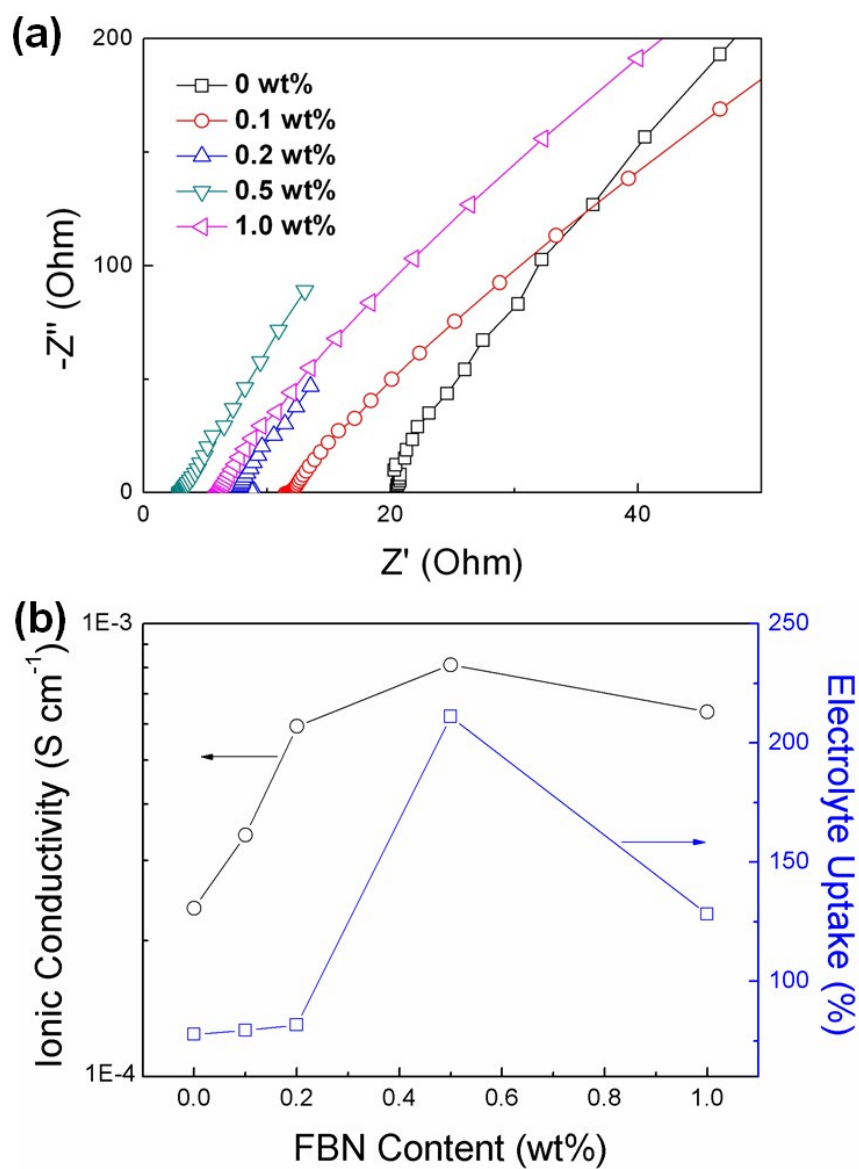 (a)
200
100
0
-Z'' (Ohm)
0 wt%
0.1 wt%
0.2 wt%
0.5 wt%
1.0 wt%
0 20 40
Z' (Ohm)
(b)
1E-3
1E-4
Ionic Conductivity (S cm⁻¹)
250
200
150
100
Electrolyte Uptake (%)
0.0 0.2 0.4 0.6 0.8 1.0
FBN Content (wt%)